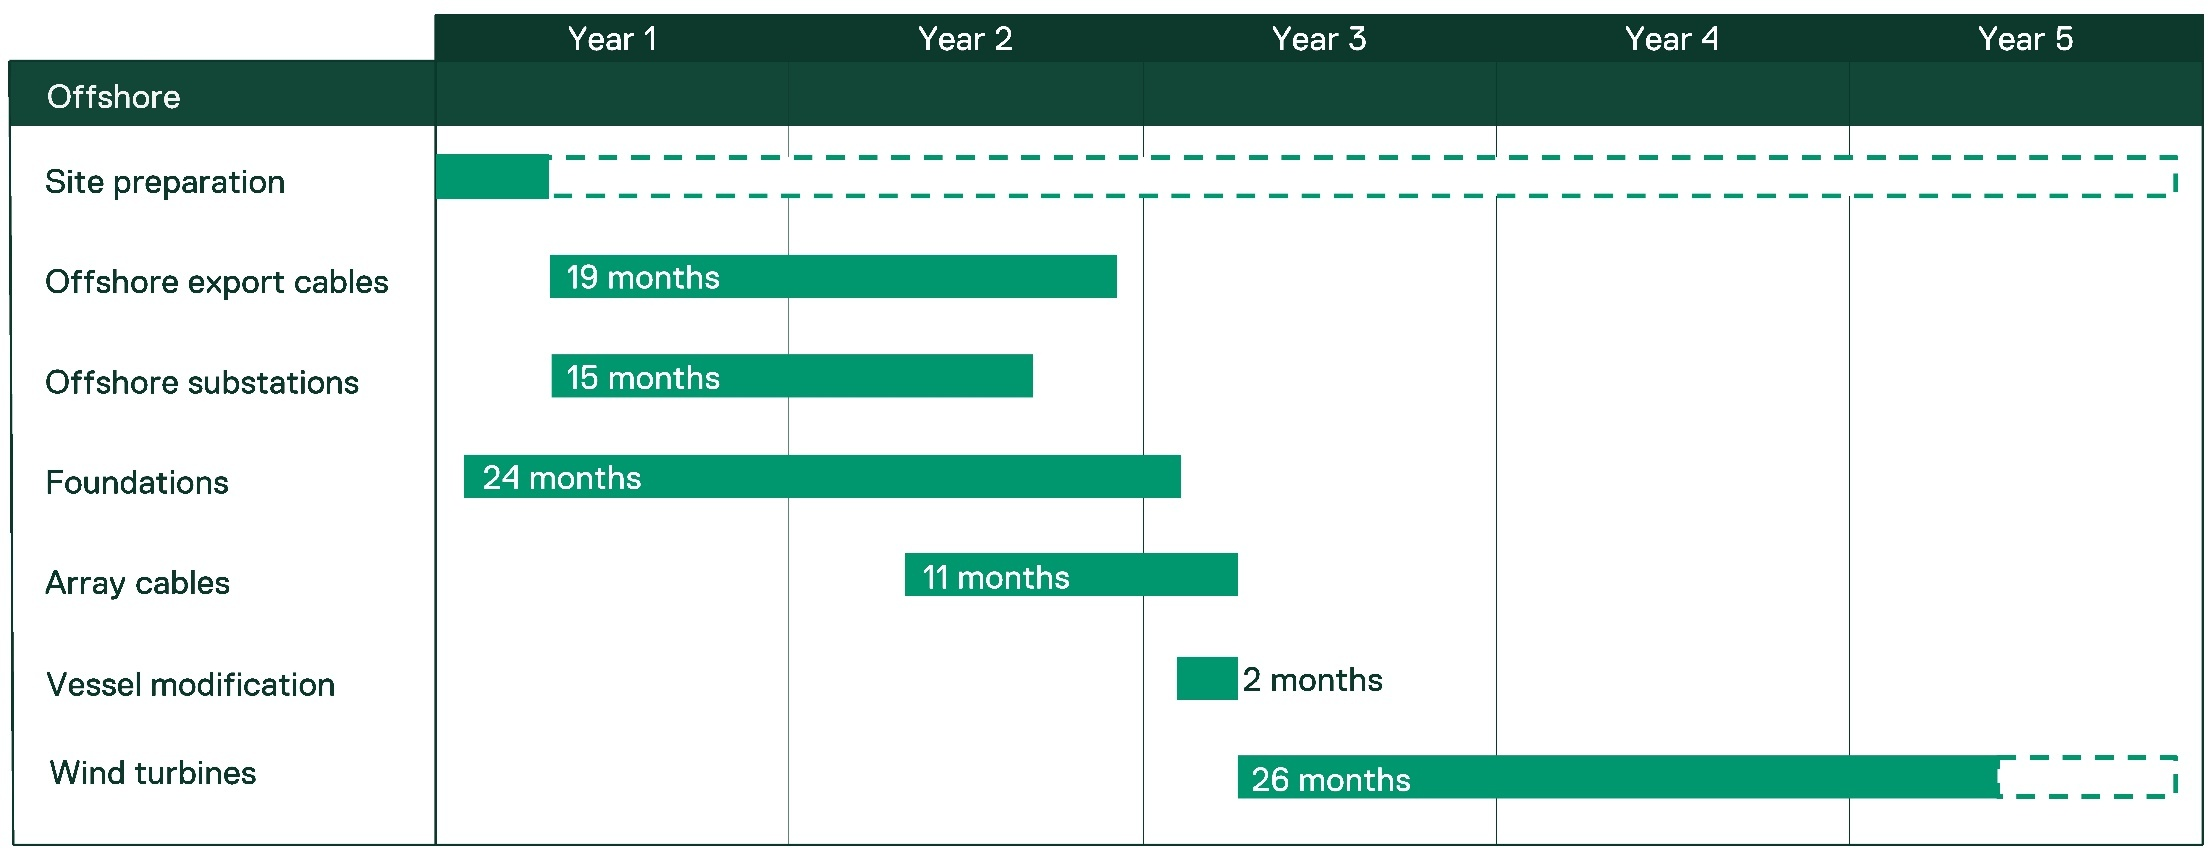 Year 1 Year 2 Year 3 Year 4 Year 5
Offshore
Site preparation
Offshore export cables 19 months
Offshore substations 15 months
Foundations 24 months
Array cables 11 months
Vessel modification 2 months
Wind turbines 26 months